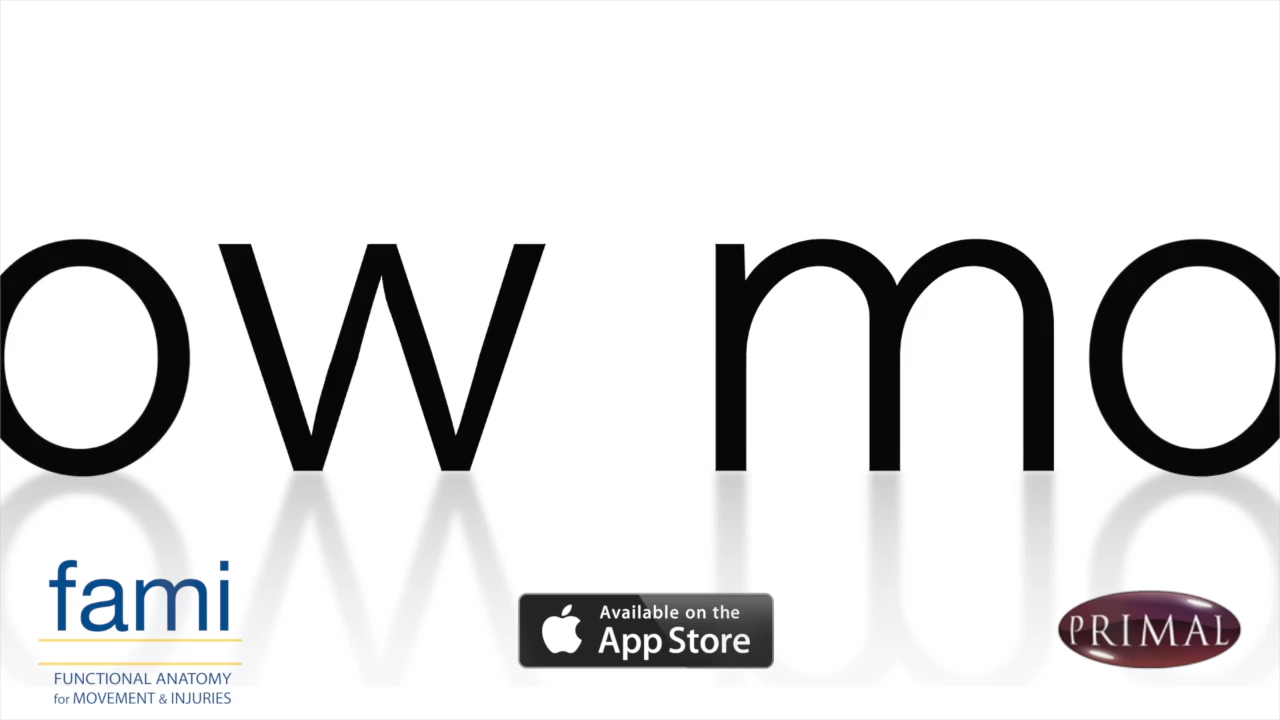 ow mo
fami
FUNCTIONAL ANATOMY
for MOVEMENT & INJURIES
Available on the
App Store
PRIMAL